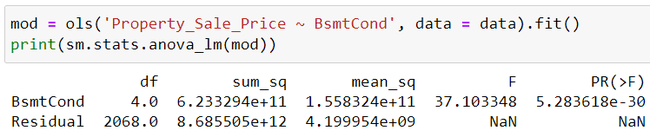 mod = ols('Property_Sale_Price ~ BsmtCond', data = data).fit()
print(sm.stats.anova_lm(mod))
df sum_sq mean_sq F PR(>F)
BsmtCond 4.0 6.233294e+11 1.558324e+11 37.103348 5.283618e-30
Residual 2068.0 8.685505e+12 4.199954e+09 NaN NaN